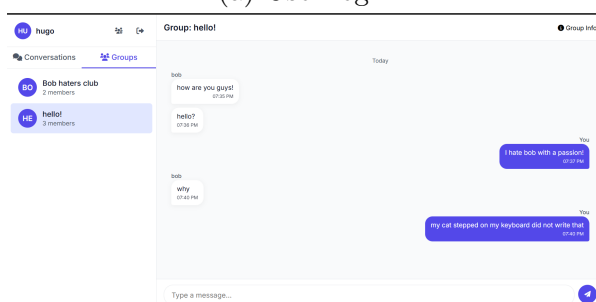 HU hugo
Conversations Groups
BO Bob haters club
2 members
HE hello!
3 members
Group: hello!
Group Info
Today
bob
how are you guys!
07:35 PM
hello?
07:36 PM
You
I hate bob with a passion!
07:37 PM
bob
why
07:40 PM
You
my cat stepped on my keyboard did not write that
07:40 PM
Type a message...